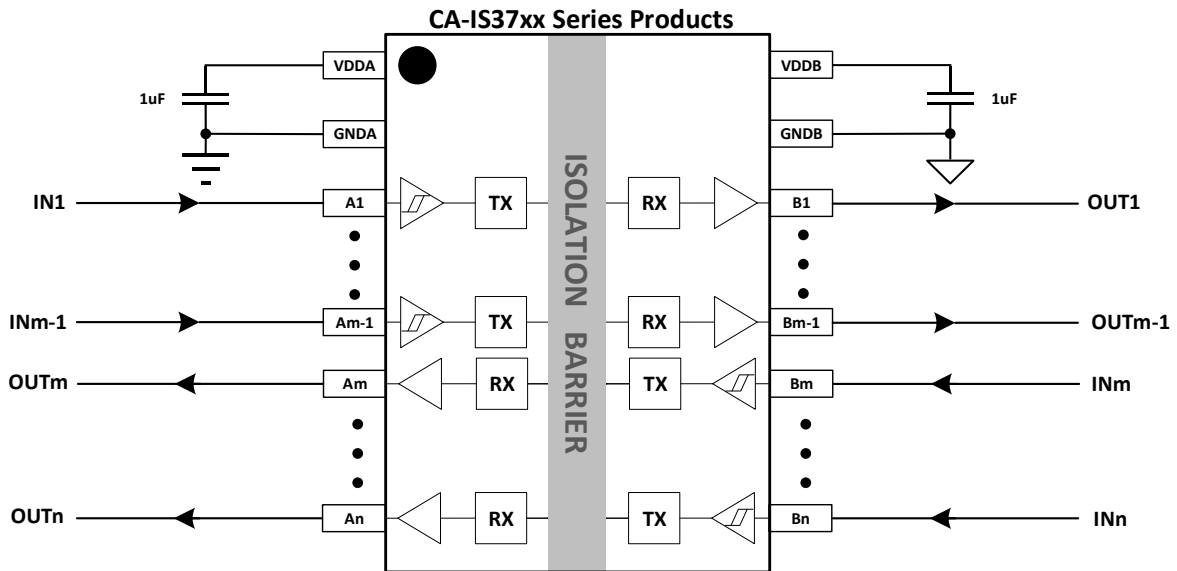 CA-IS37xx Series Products
VDDA
VDDB
1uF
1uF
GNDA
GNDB
ISOLATION BARRIER
IN1
A1
TX
RX
B1
OUT1
INm-1
Am-1
TX
RX
Bm-1
OUTm-1
OUTm
Am
RX
TX
Bm
INm
OUTn
An
RX
TX
Bn
INn